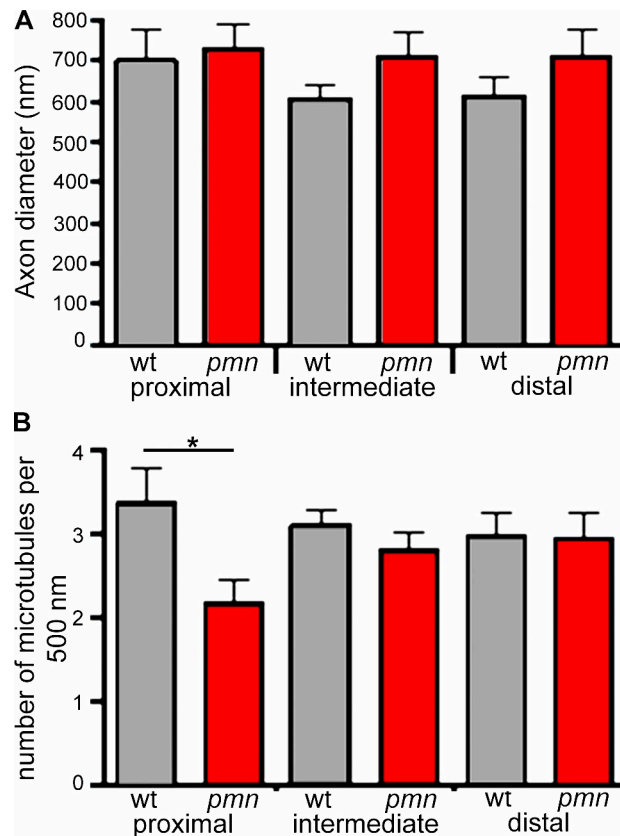 A
Axon diameter (nm)
800
700
600
500
400
300
200
100
0
wt pmn wt pmn wt pmn
proximal intermediate distal
B
number of microtubules per
500 nm
4
3
2
1
0
*
wt pmn wt pmn wt pmn
proximal intermediate distal